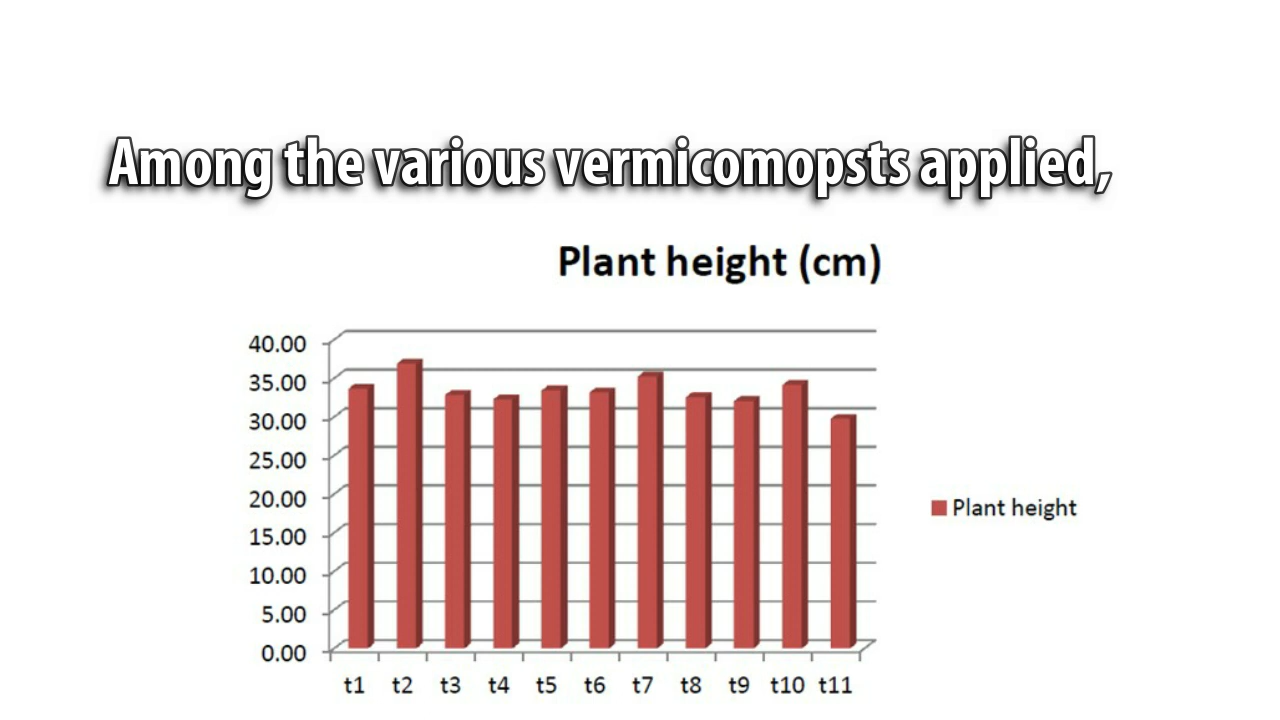 Among the various vermicomopsts applied,
Plant height (cm)
40.00
35.00
30.00
25.00
20.00
15.00
10.00
5.00
0.00
t1 t2 t3 t4 t5 t6 t7 t8 t9 t10 t11
Plant height